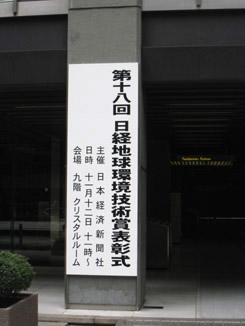 第十八回 日経地球環境技術賞表彰式
主催 日本経済新聞社
日時 十一月十二日 十一時〜
会場 九階 クリスタルルーム